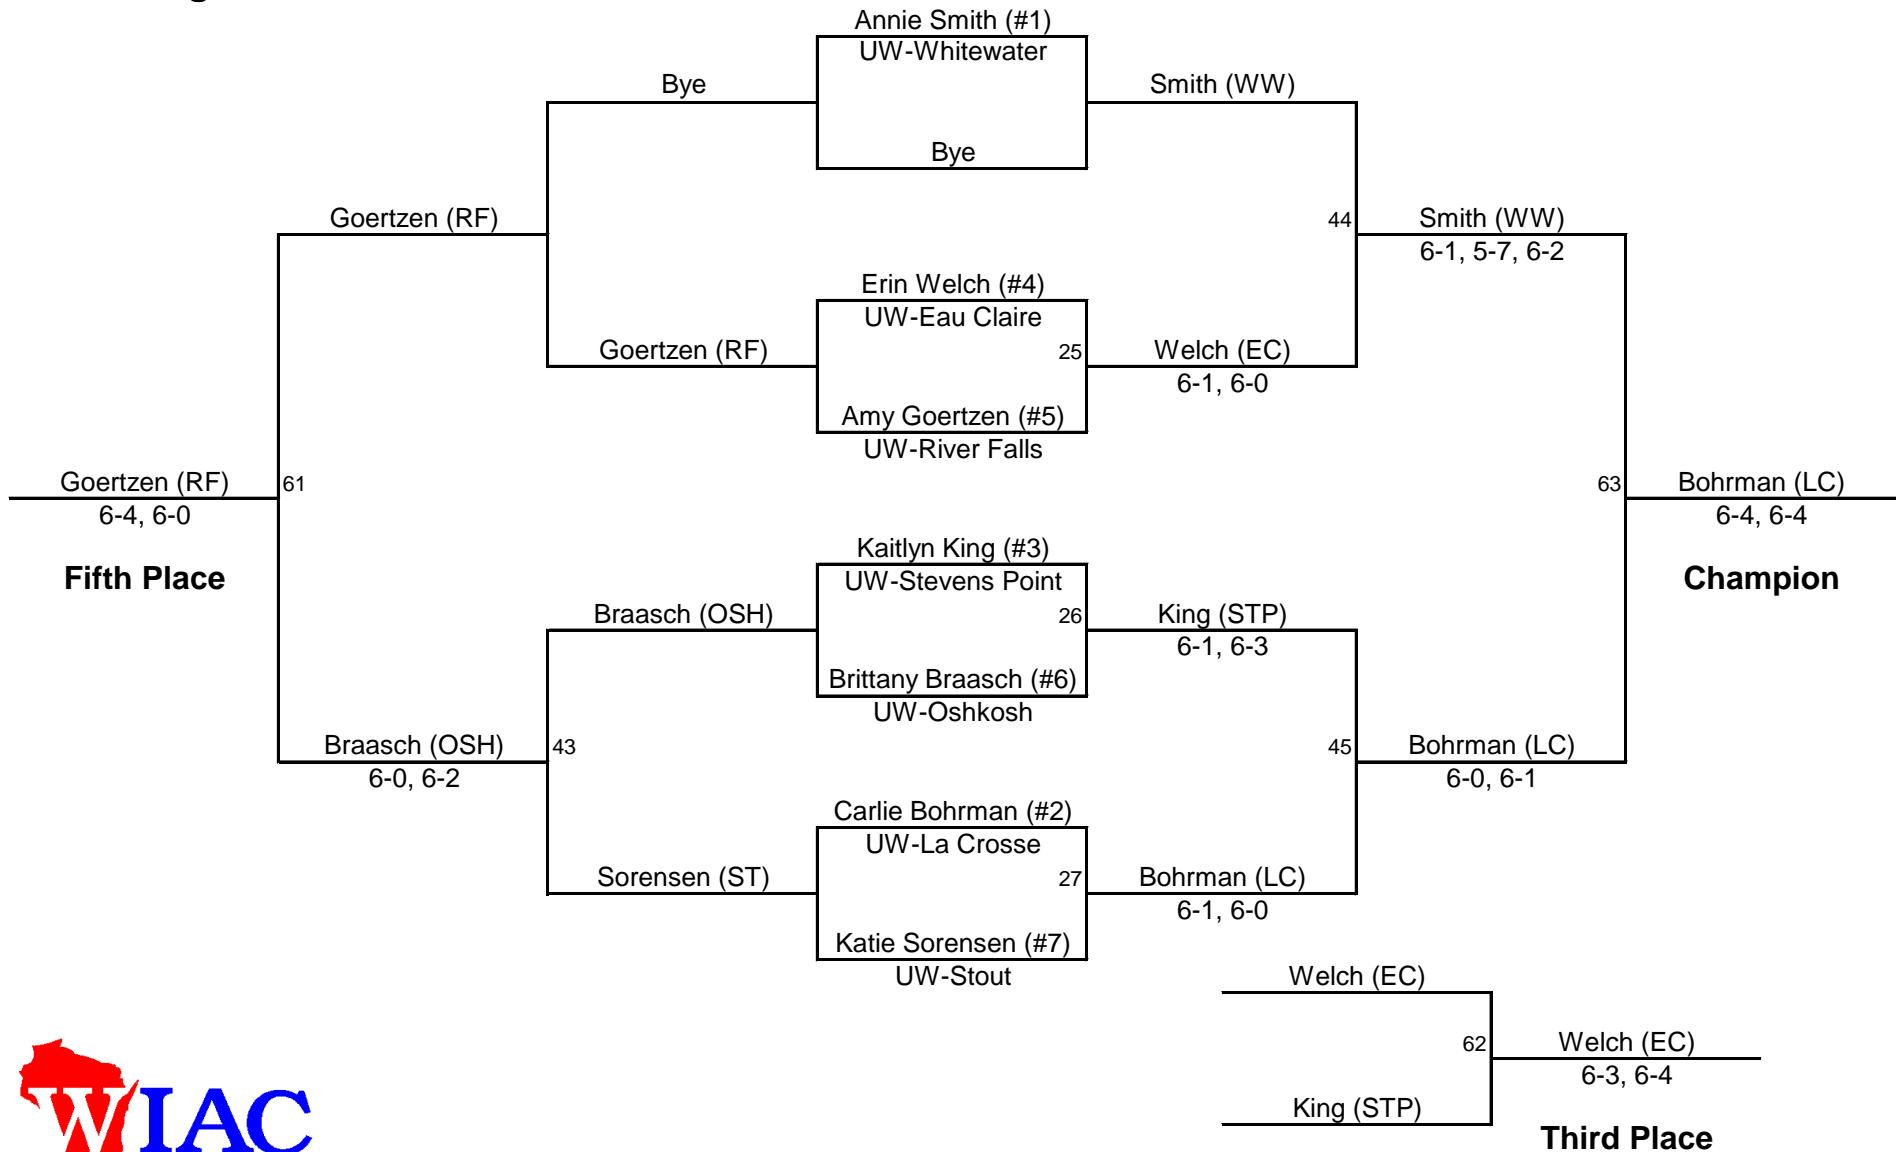 Annie Smith (#1)
UW-Whitewater
Bye
Smith (WW)
Bye
Goertzen (RF)
44
Smith (WW)
6-1, 5-7, 6-2
Erin Welch (#4)
UW-Eau Claire
Goertzen (RF)
25
Welch (EC)
6-1, 6-0
Amy Goertzen (#5)
UW-River Falls
Goertzen (RF)
6-4, 6-0
61
63
Bohrman (LC)
6-4, 6-4
Fifth Place
Kaitlyn King (#3)
UW-Stevens Point
Champion
Braasch (OSH)
26
King (STP)
6-1, 6-3
Brittany Braasch (#6)
UW-Oshkosh
Braasch (OSH)
6-0, 6-2
43
45
Bohrman (LC)
6-0, 6-1
Carlie Bohrman (#2)
UW-La Crosse
Sorensen (ST)
27
Bohrman (LC)
6-1, 6-0
Katie Sorensen (#7)
UW-Stout
Welch (EC)
62
Welch (EC)
6-3, 6-4
King (STP)
Third Place
WIAC